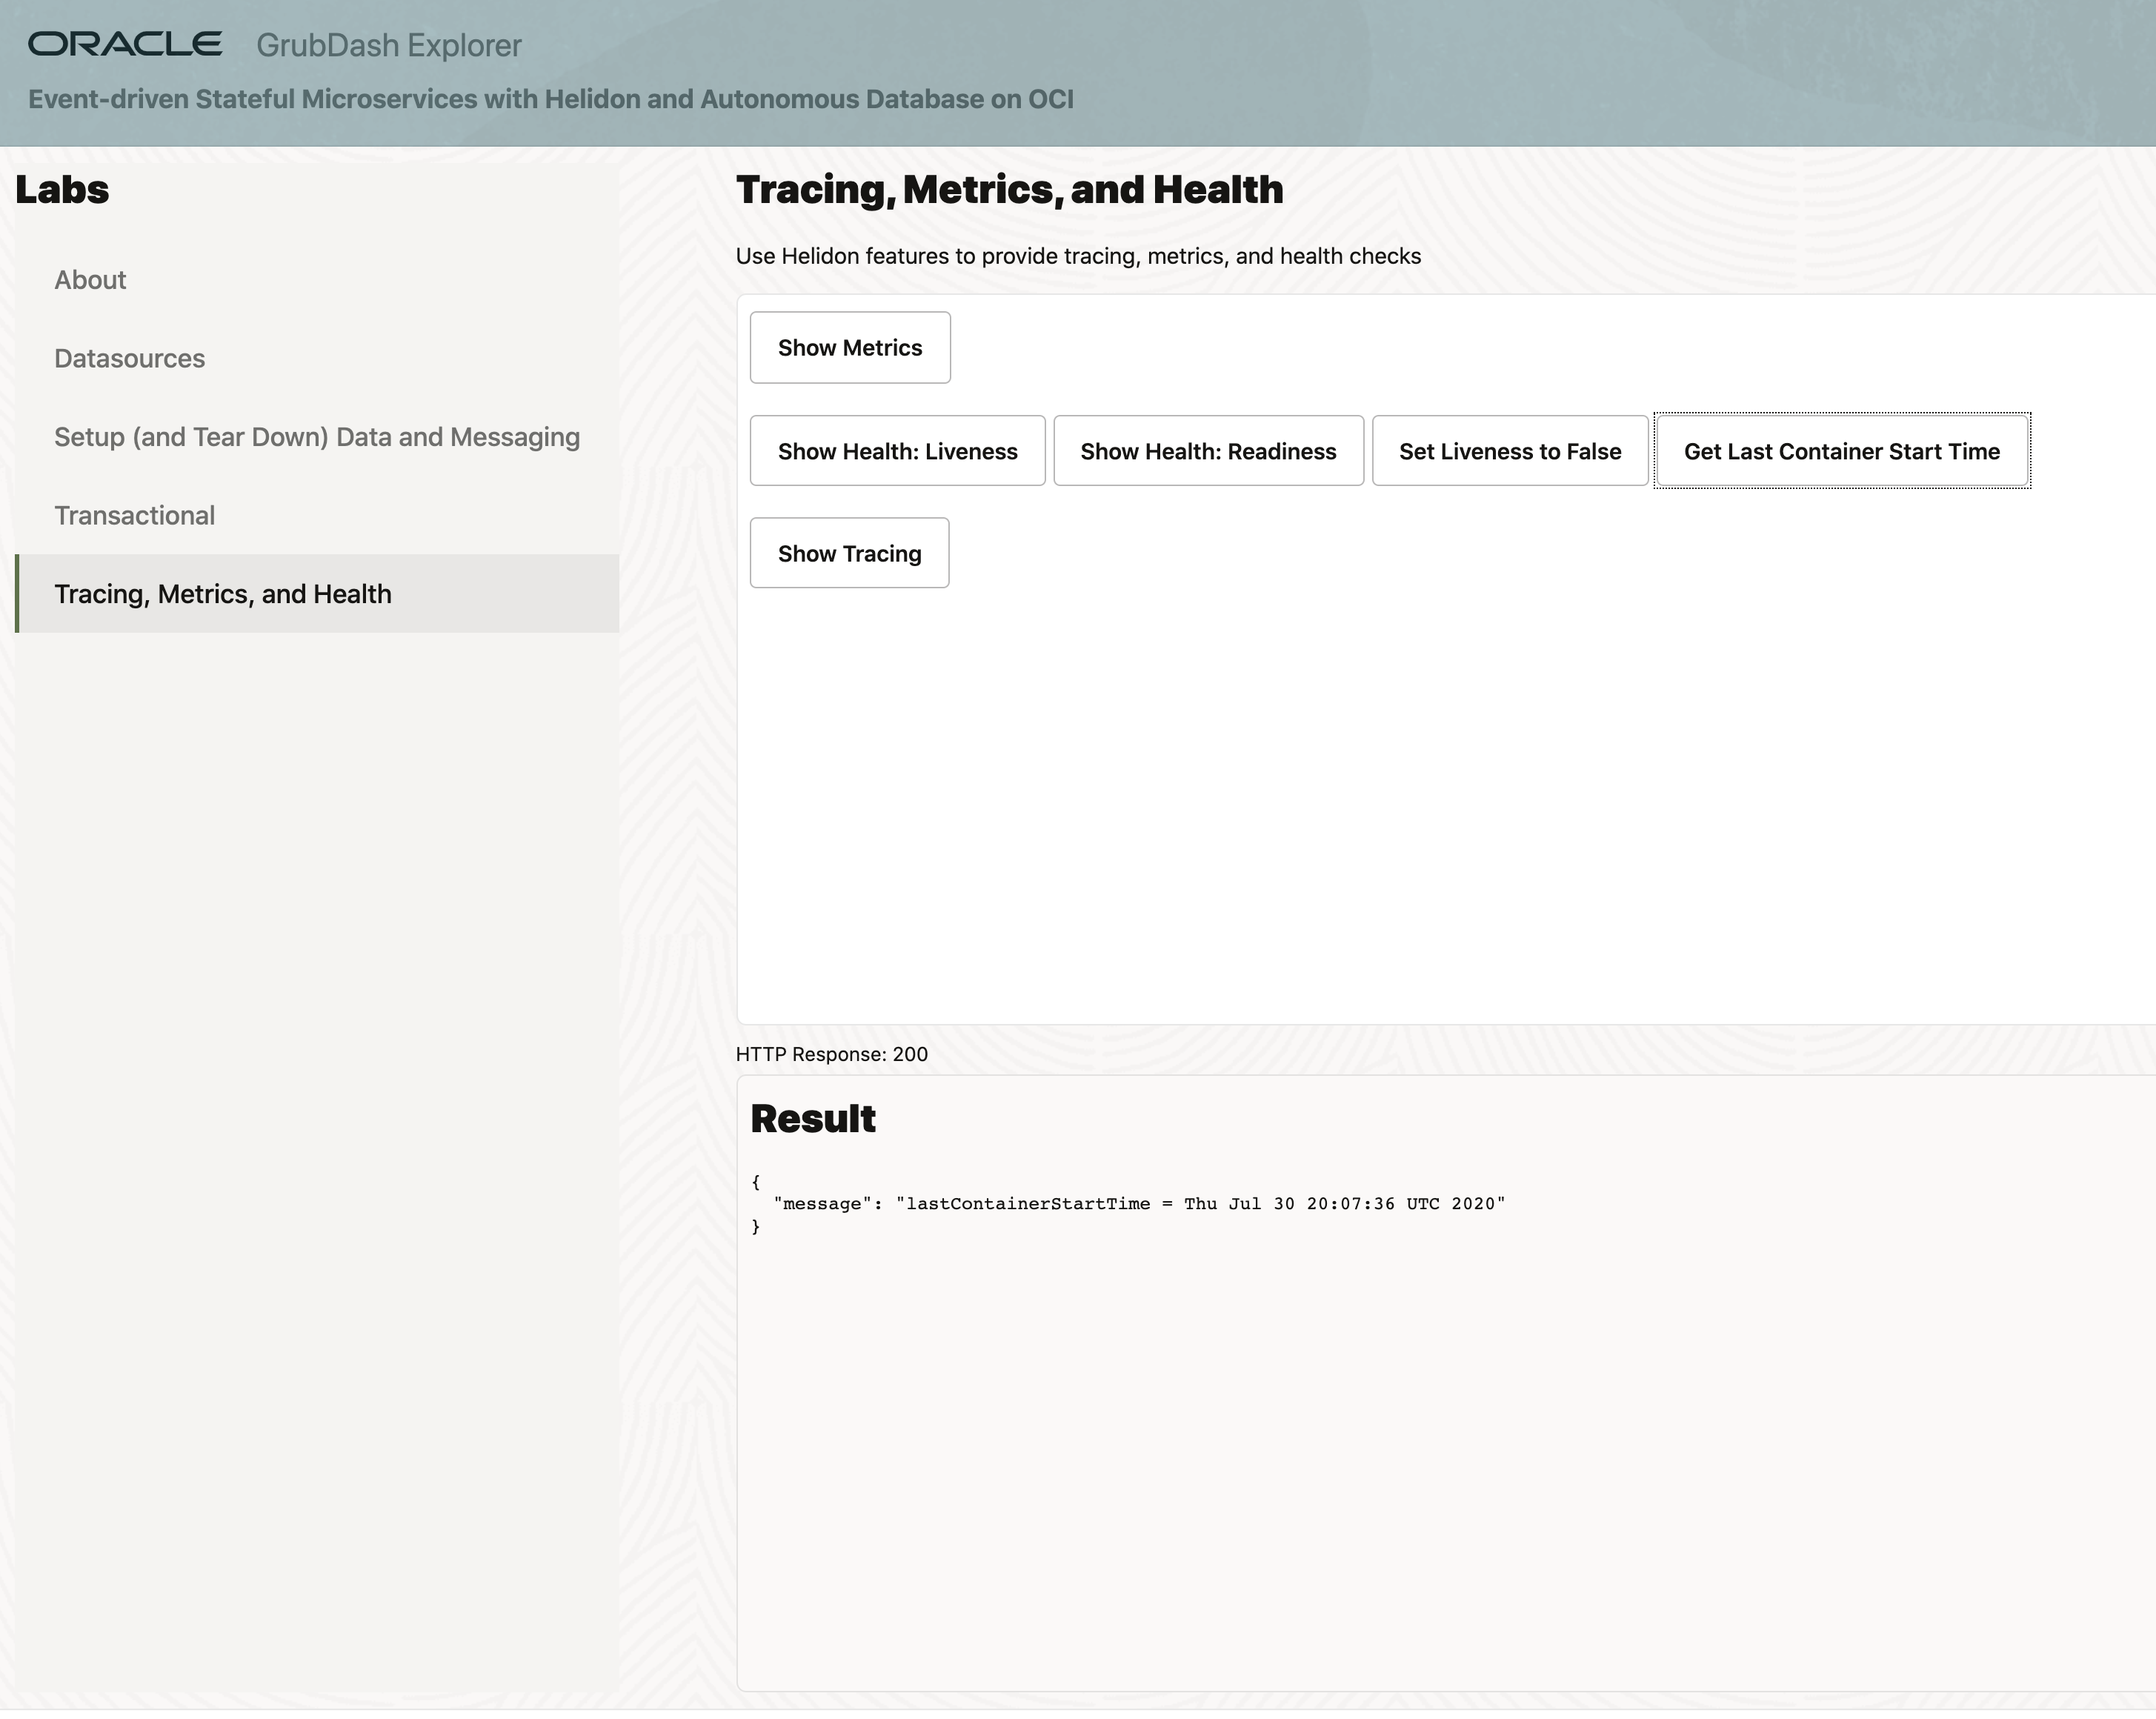 ORACLE GrubDash Explorer
Event-driven Stateful Microservices with Helidon and Autonomous Database on OCI
Labs
About
Datasources
Setup (and Tear Down) Data and Messaging
Transactional
Tracing, Metrics, and Health
Tracing, Metrics, and Health
Use Helidon features to provide tracing, metrics, and health checks
Show Metrics
Show Health: Liveness Show Health: Readiness Set Liveness to False Get Last Container Start Time
Show Tracing
HTTP Response: 200
Result
{
"message": "lastContainerStartTime = Thu Jul 30 20:07:36 UTC 2020"
}